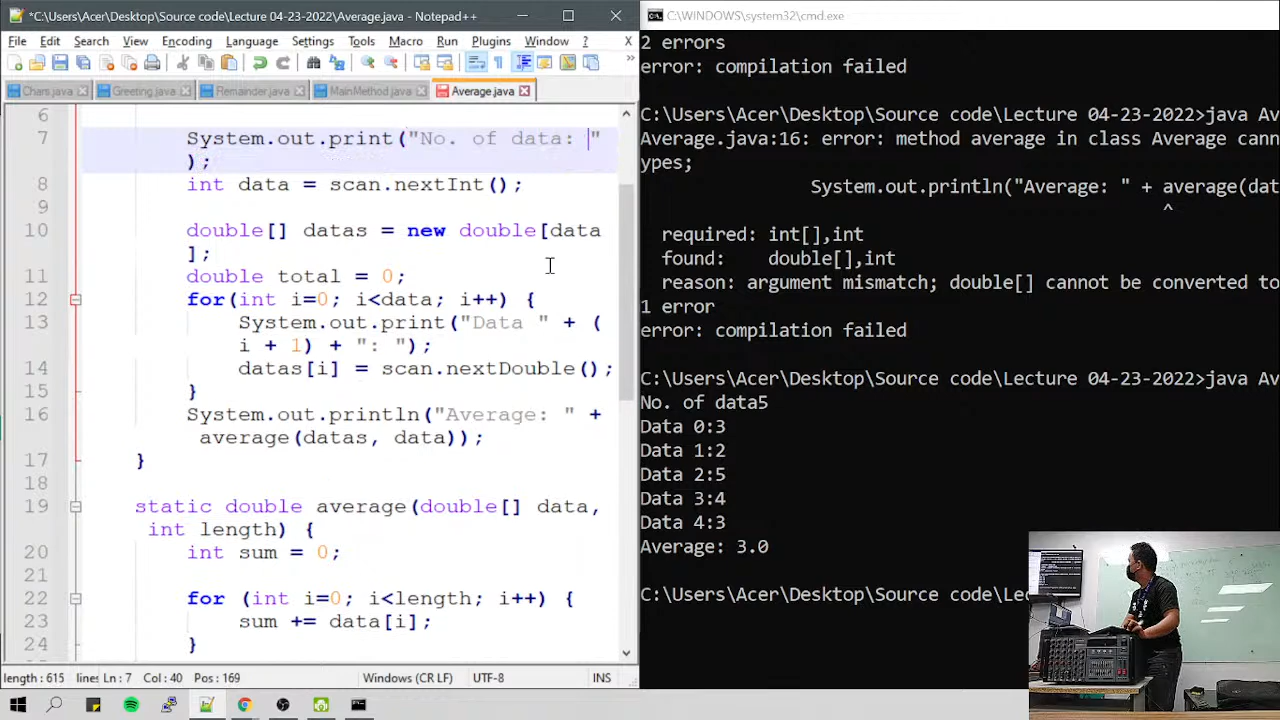 *C:\Users\Acer\Desktop\Source code\Lecture 04-23-2022\Average.java - Notepad++
File Edit Search View Encoding Language Settings Tools Macro Run Plugins Window ? X
Chars.java Greeting.java Remainder.java MainMethod.java Average.java
6
7 System.out.print("No. of data: "
);
8 int data = scan.nextInt();
9
10 double[] datas = new double[data
];
11 double total = 0;
12 for(int i=0; i<data; i++) {
13 System.out.print("Data " + (
i + 1) + ": ");
14 datas[i] = scan.nextDouble();
15 }
16 System.out.println("Average: " +
average(datas, data));
17 }
18
19 static double average(double[] data,
int length) {
20 int sum = 0;
21
22 for (int i=0; i<length; i++) {
23 sum += data[i];
24 }
length: 615 lines Ln: 7 Col: 40 Pos: 169 Windows (CR LF) UTF-8 INS
C:\WINDOWS\system32\cmd.exe
2 errors
error: compilation failed
C:\Users\Acer\Desktop\Source code\Lecture 04-23-2022>java Av
Average.java:16: error: method average in class Average cann
ypes;
System.out.println("Average: " + average(dat
^
required: int[],int
found: double[],int
reason: argument mismatch; double[] cannot be converted to
1 error
error: compilation failed
C:\Users\Acer\Desktop\Source code\Lecture 04-23-2022>java Av
No. of data5
Data 0:3
Data 1:2
Data 2:5
Data 3:4
Data 4:3
Average: 3.0
C:\Users\Acer\Desktop\Source code\Le